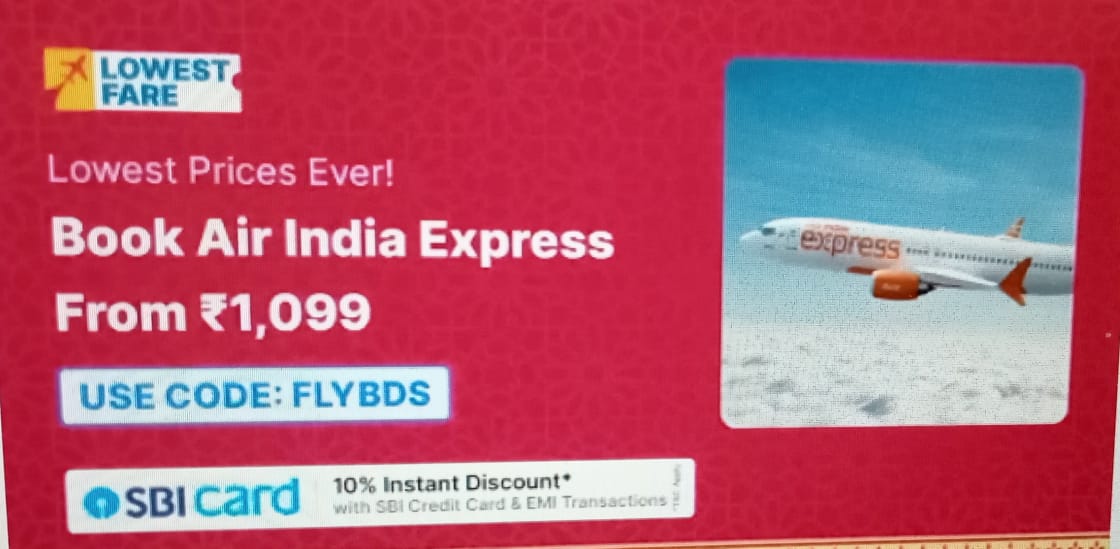 LOWEST
FARE
Lowest Prices Ever!
Book Air India Express
From ₹1,099
USE CODE: FLYBDS
SBI card
10% Instant Discount*
with SBI Credit Card & EMI Transactions
express